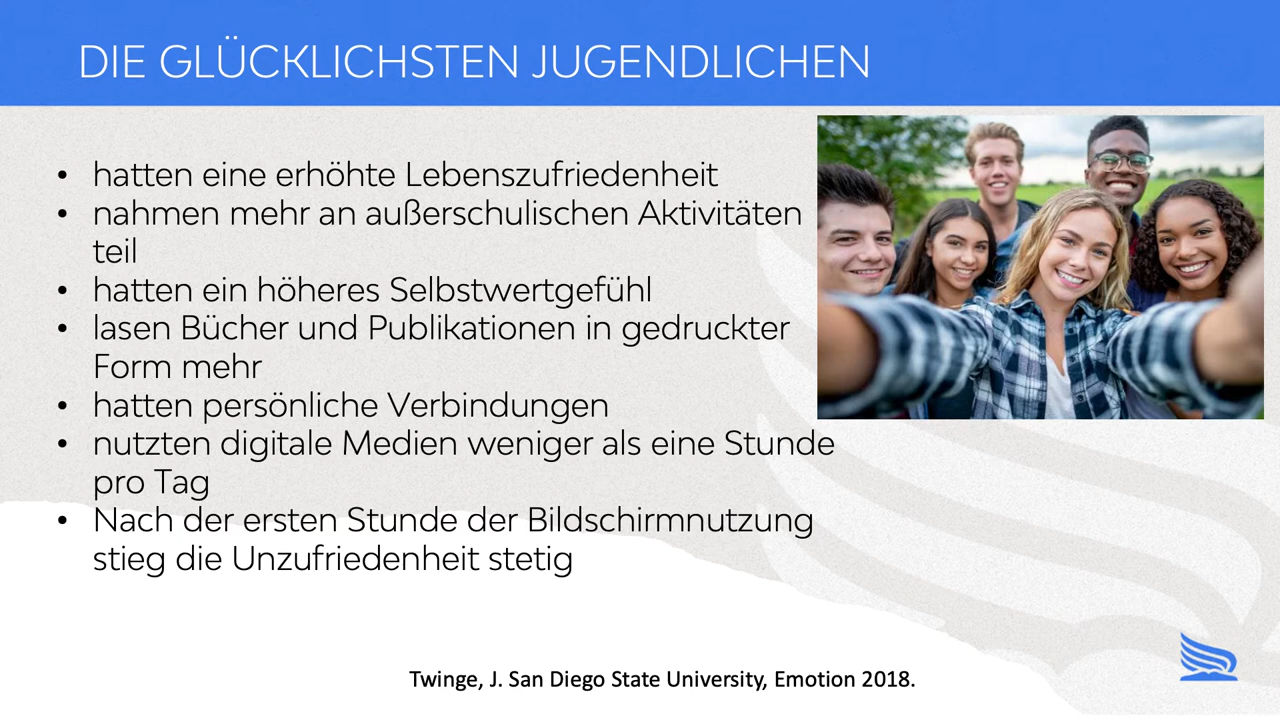 DIE GLÜCKLICHSTEN JUGENDLICHEN
• hatten eine erhöhte Lebenszufriedenheit
• nahmen mehr an außerschulischen Aktivitäten
teil
• hatten ein höheres Selbstwertgefühl
• lasen Bücher und Publikationen in gedruckter
Form mehr
• hatten persönliche Verbindungen
• nutzten digitale Medien weniger als eine Stunde
pro Tag
• Nach der ersten Stunde der Bildschirmnutzung
stieg die Unzufriedenheit stetig
Twinge, J. San Diego State University, Emotion 2018.